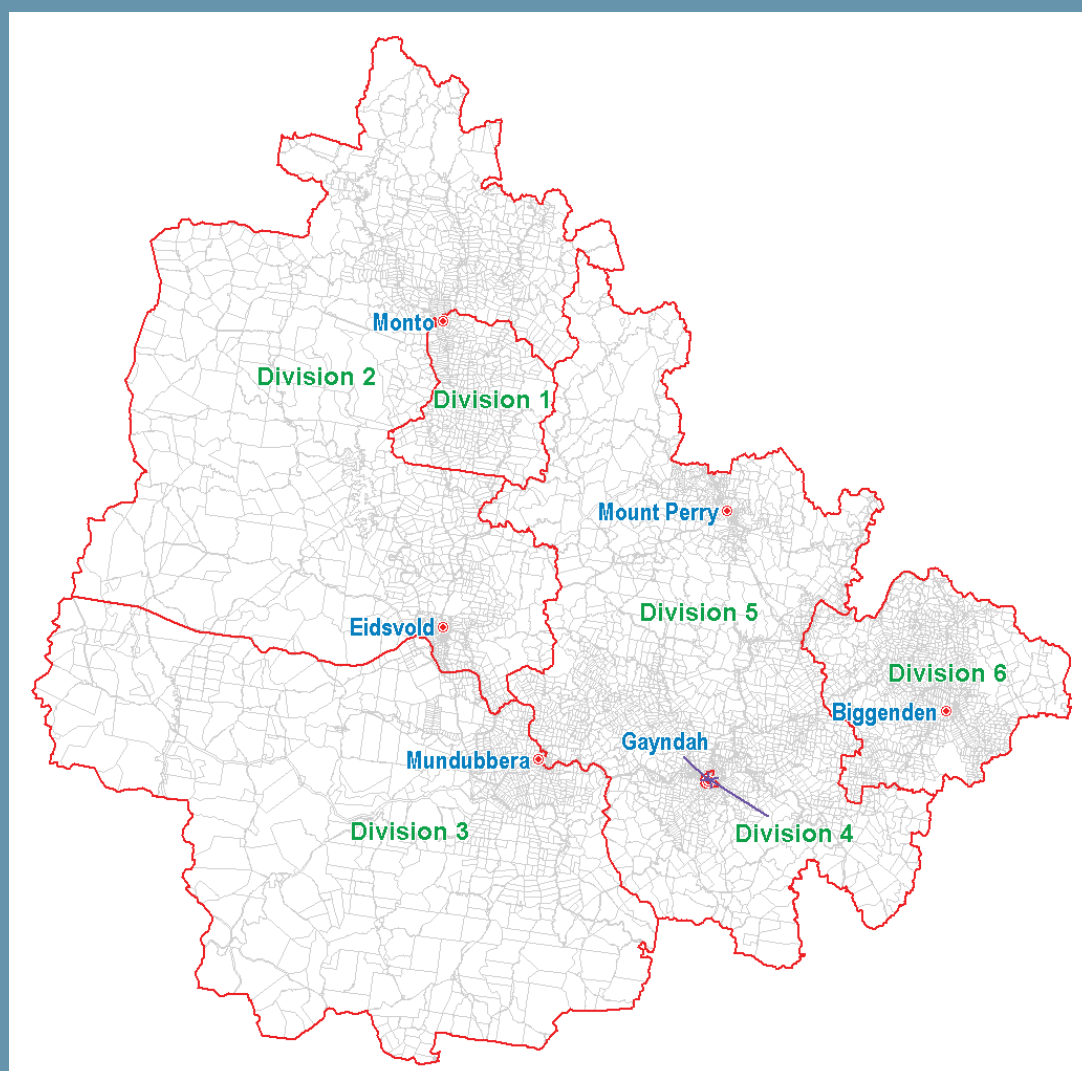 Monto
Division 2
Division 1
Mount Perry
Division 5
Eidsvold
Division 6
Biggenden
Gayndah
Mundubbera
Division 3
Division 4